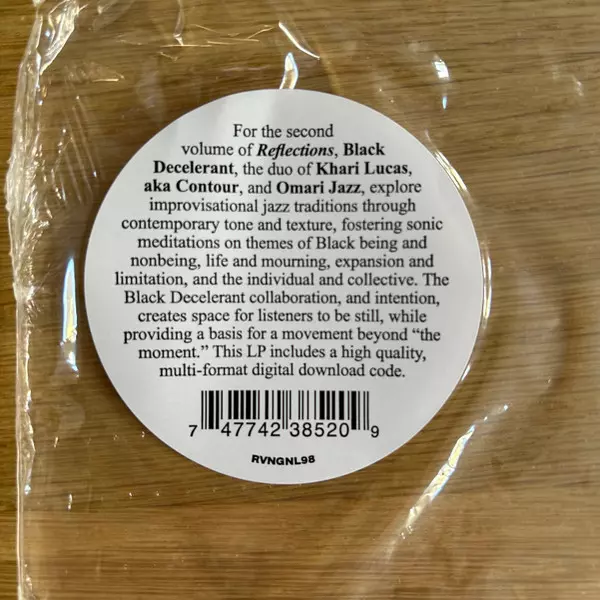 For the second
volume of Reflections, Black
Decelerant, the duo of Khari Lucas,
aka Contour, and Omari Jazz, explore
improvisational jazz traditions through
contemporary tone and texture, fostering sonic
meditations on themes of Black being and
nonbeing, life and mourning, expansion and
limitation, and the individual and collective. The
Black Decelerant collaboration, and intention,
creates space for listeners to be still, while
providing a basis for a movement beyond “the
moment.” This LP includes a high quality,
multi-format digital download code.
7 47742 38520 9
RVNGNL98